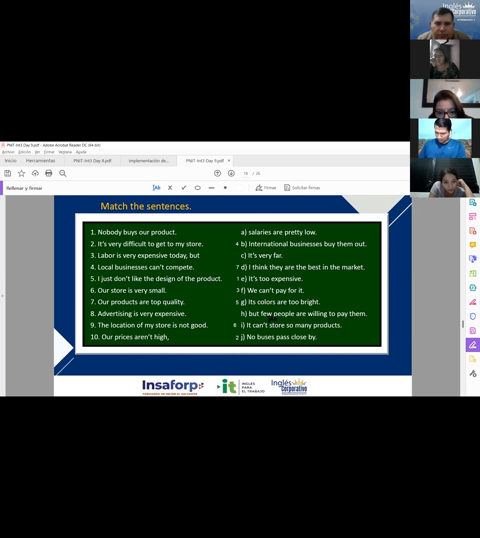 Inglés
Corporativo
PNIT-Int3 Day 9.pdf - Adobe Acrobat Reader DC (64-bit)
Archivo Edición Ver Firmar Ventana Ayuda
Inicio Herramientas PNIT-Int3 Day 8.pdf implementación de... PNIT-Int3 Day 9.pdf ×
Rellenar y firmar
Firmar Solicitar firmas
Match the sentences.
1. Nobody buys our product.
2. It's very difficult to get to my store.
3. Labor is very expensive today, but
4. Local businesses can't compete.
5. I just don't like the design of the product.
6. Our store is very small.
7. Our products are top quality.
8. Advertising is very expensive.
9. The location of my store is not good.
10. Our prices aren't high,
a) salaries are pretty low.
4 b) International businesses buy them out.
c) It's very far.
7 d) I think they are the best in the market.
1 e) It's too expensive.
3 f) We can't pay for it.
5 g) Its colors are too bright.
h) but few people are willing to pay them.
6 i) It can't store so many products.
2 j) No buses pass close by.
Insaforp
it
INGLÉS
PARA EL
TRABAJO
Inglés
Corporativo